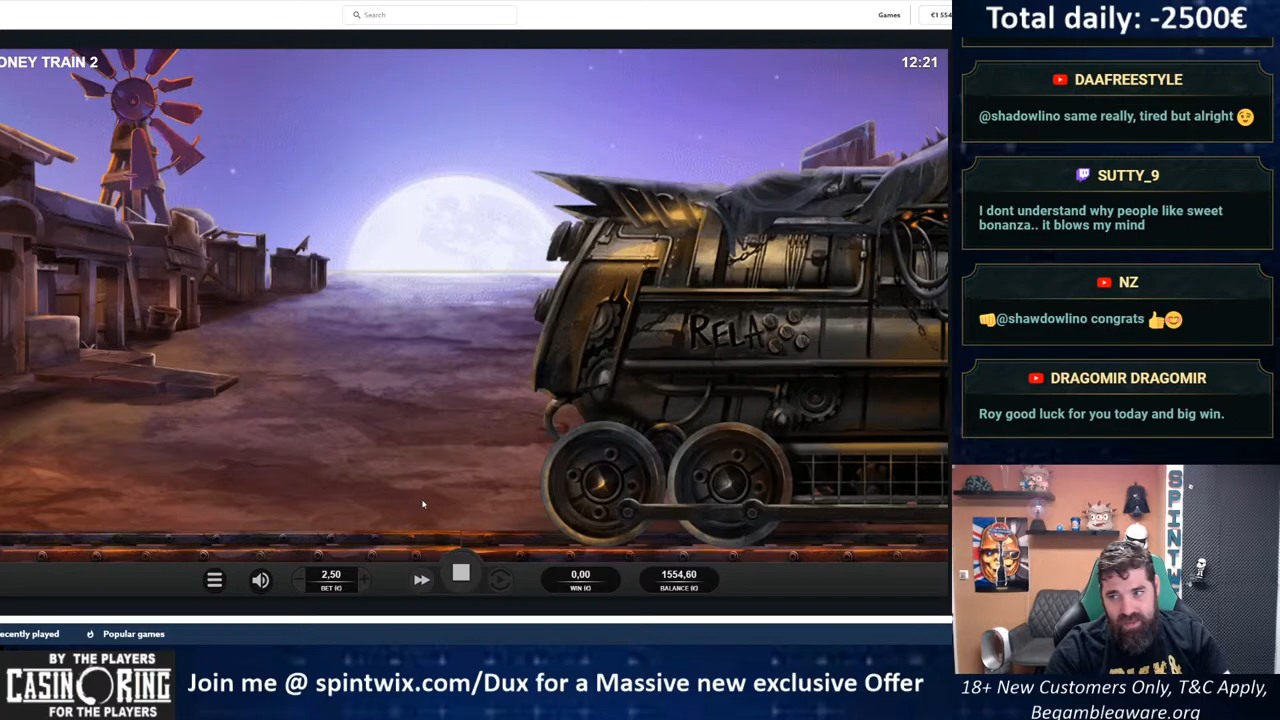 Search
Games
€1 554
ONEY TRAIN 2
12:21
RELA
2,50
BET (€)
0,00
WIN (€)
1554,60
BALANCE (€)
ecently played
Popular games
BY THE PLAYERS
CASINORING
FOR THE PLAYERS
Join me @ spintwix.com/Dux for a Massive new exclusive Offer
Total daily: -2500€
DAAFREESTYLE
@shadowlino same really, tired but alright 😉
SUTTY_9
I dont understand why people like sweet
bonanza.. it blows my mind
NZ
👊@shawdowlino congrats 👍😊
DRAGOMIR DRAGOMIR
Roy good luck for you today and big win.
SPINTW
18+ New Customers Only, T&C Apply,
Begambleaware.org